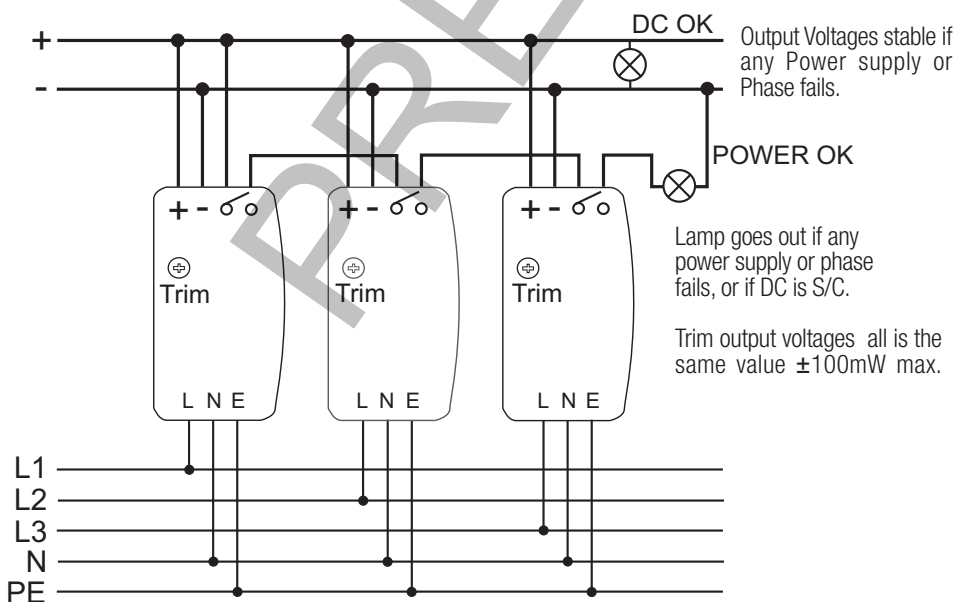 DC OK
+
-
Output Voltages stable if
any Power supply or
Phase fails.
POWER OK
+ -
+ -
+ -
Lamp goes out if any
power supply or phase
fails, or if DC is S/C.
Trim
Trim
Trim
Trim output voltages all is the
same value ±100mW max.
L N E
L N E
L N E
L1
L2
L3
N
PE
PRE